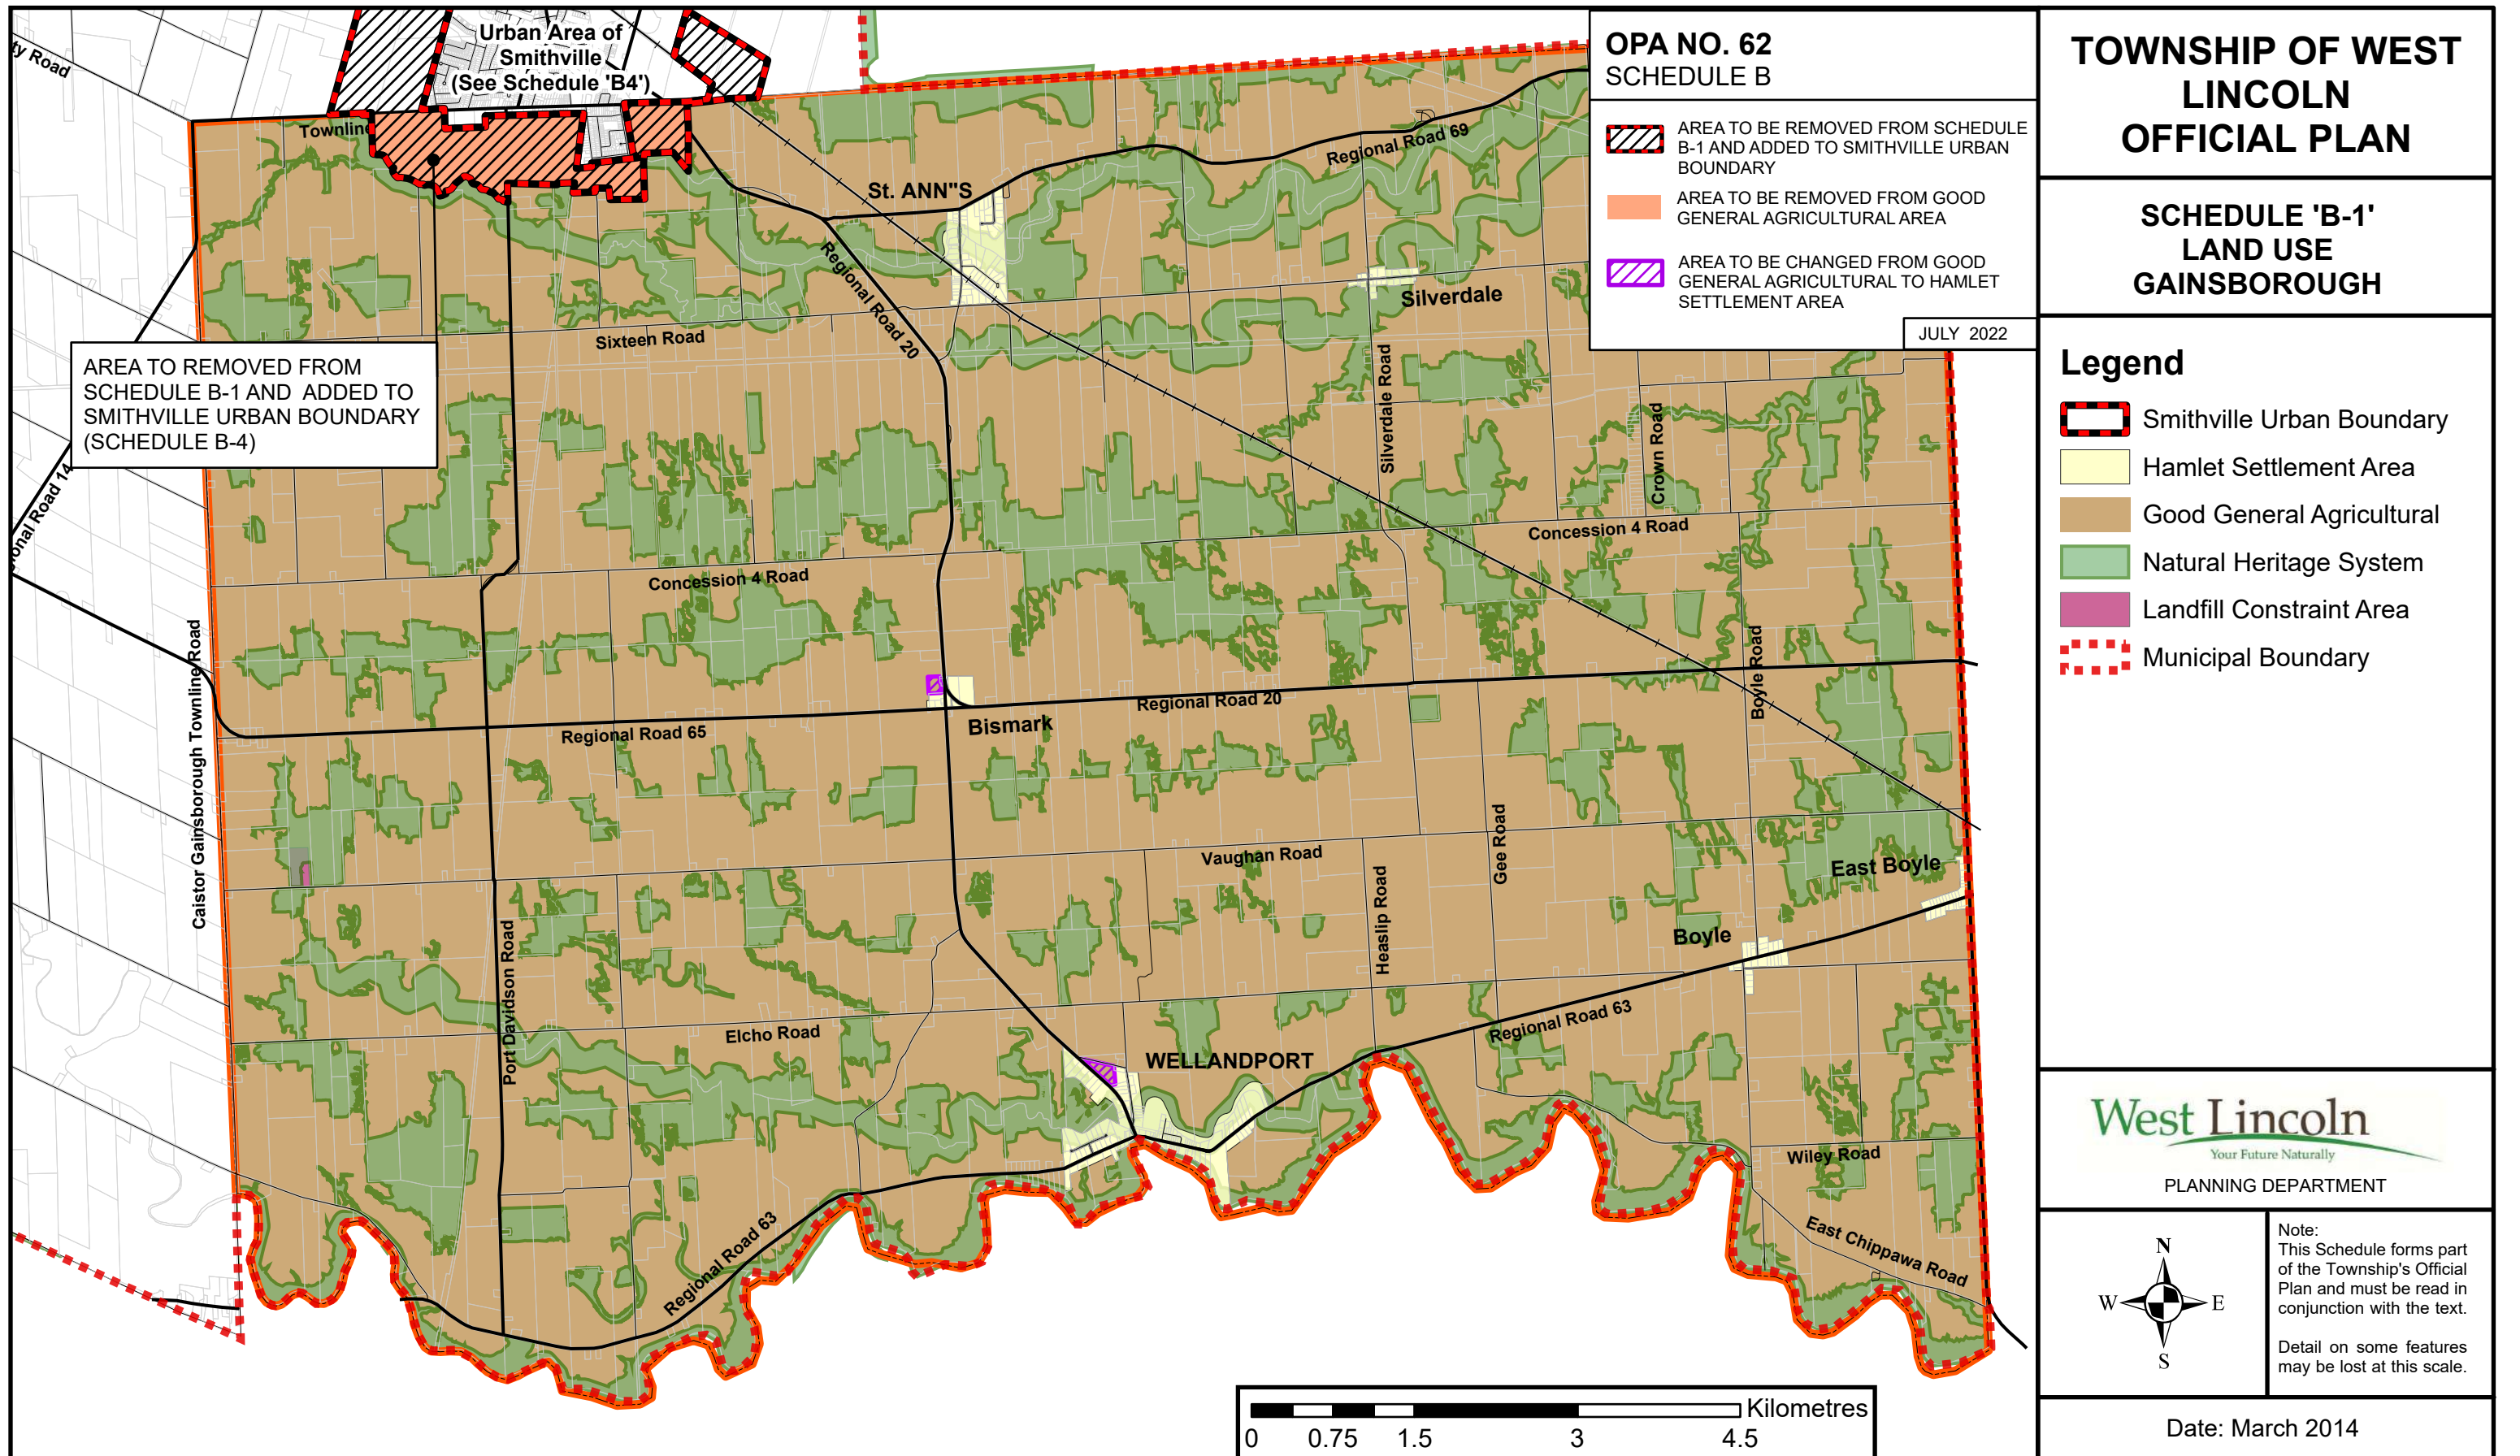 ty Road
Urban Area of
Smithville
(See Schedule 'B4')
Townline
OPA NO. 62
SCHEDULE B
AREA TO BE REMOVED FROM SCHEDULE
B-1 AND ADDED TO SMITHVILLE URBAN
BOUNDARY
AREA TO BE REMOVED FROM GOOD
GENERAL AGRICULTURAL AREA
AREA TO BE CHANGED FROM GOOD
GENERAL AGRICULTURAL TO HAMLET
SETTLEMENT AREA
JULY 2022
TOWNSHIP OF WEST
LINCOLN
OFFICIAL PLAN
SCHEDULE 'B-1'
LAND USE
GAINSBOROUGH
Legend
Smithville Urban Boundary
Hamlet Settlement Area
Good General Agricultural
Natural Heritage System
Landfill Constraint Area
Municipal Boundary
Regional Road 69
St. ANN"S
Regional Road 20
Silverdale
Sixteen Road
AREA TO REMOVED FROM
SCHEDULE B-1 AND ADDED TO
SMITHVILLE URBAN BOUNDARY
(SCHEDULE B-4)
Silverdale Road
Crown Road
onal Road 14
Concession 4 Road
Concession 4 Road
Caistor Gainsborough Townline Road
Boyle Road
Regional Road 20
Bismark
Regional Road 65
Gee Road
Vaughan Road
East Boyle
Heaslip Road
Boyle
Port Davidson Road
Elcho Road
Regional Road 63
WELLANDPORT
Wiley Road
East Chippawa Road
Regional Road 63
West Lincoln
Your Future Naturally
PLANNING DEPARTMENT
N
W E
S
Note:
This Schedule forms part
of the Township's Official
Plan and must be read in
conjunction with the text.
Detail on some features
may be lost at this scale.
Kilometres
0 0.75 1.5 3 4.5
Date: March 2014